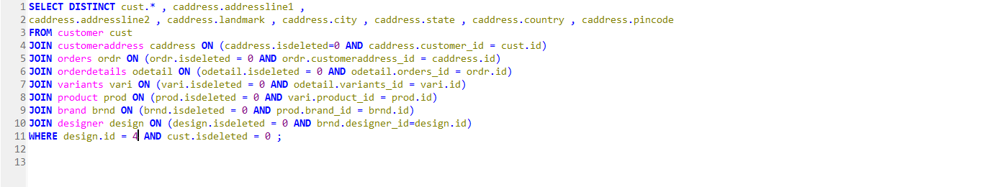 1 SELECT DISTINCT cust.* , caddress.addressline1 ,
2 caddress.addressline2 , caddress.landmark , caddress.city , caddress.state , caddress.country , caddress.pincode
3 FROM customer cust
4 JOIN customeraddress caddress ON (caddress.isdeleted=0 AND caddress.customer_id = cust.id)
5 JOIN orders ordr ON (ordr.isdeleted = 0 AND ordr.customeraddress_id = caddress.id)
6 JOIN orderdetails odetail ON (odetail.isdeleted = 0 AND odetail.orders_id = ordr.id)
7 JOIN variants vari ON (vari.isdeleted = 0 AND odetail.variants_id = vari.id)
8 JOIN product prod ON (prod.isdeleted = 0 AND vari.product_id = prod.id)
9 JOIN brand brnd ON (brnd.isdeleted = 0 AND prod.brand_id = brnd.id)
10 JOIN designer design ON (design.isdeleted = 0 AND brnd.designer_id=design.id)
11 WHERE design.id = 4 AND cust.isdeleted = 0 ;
12
13